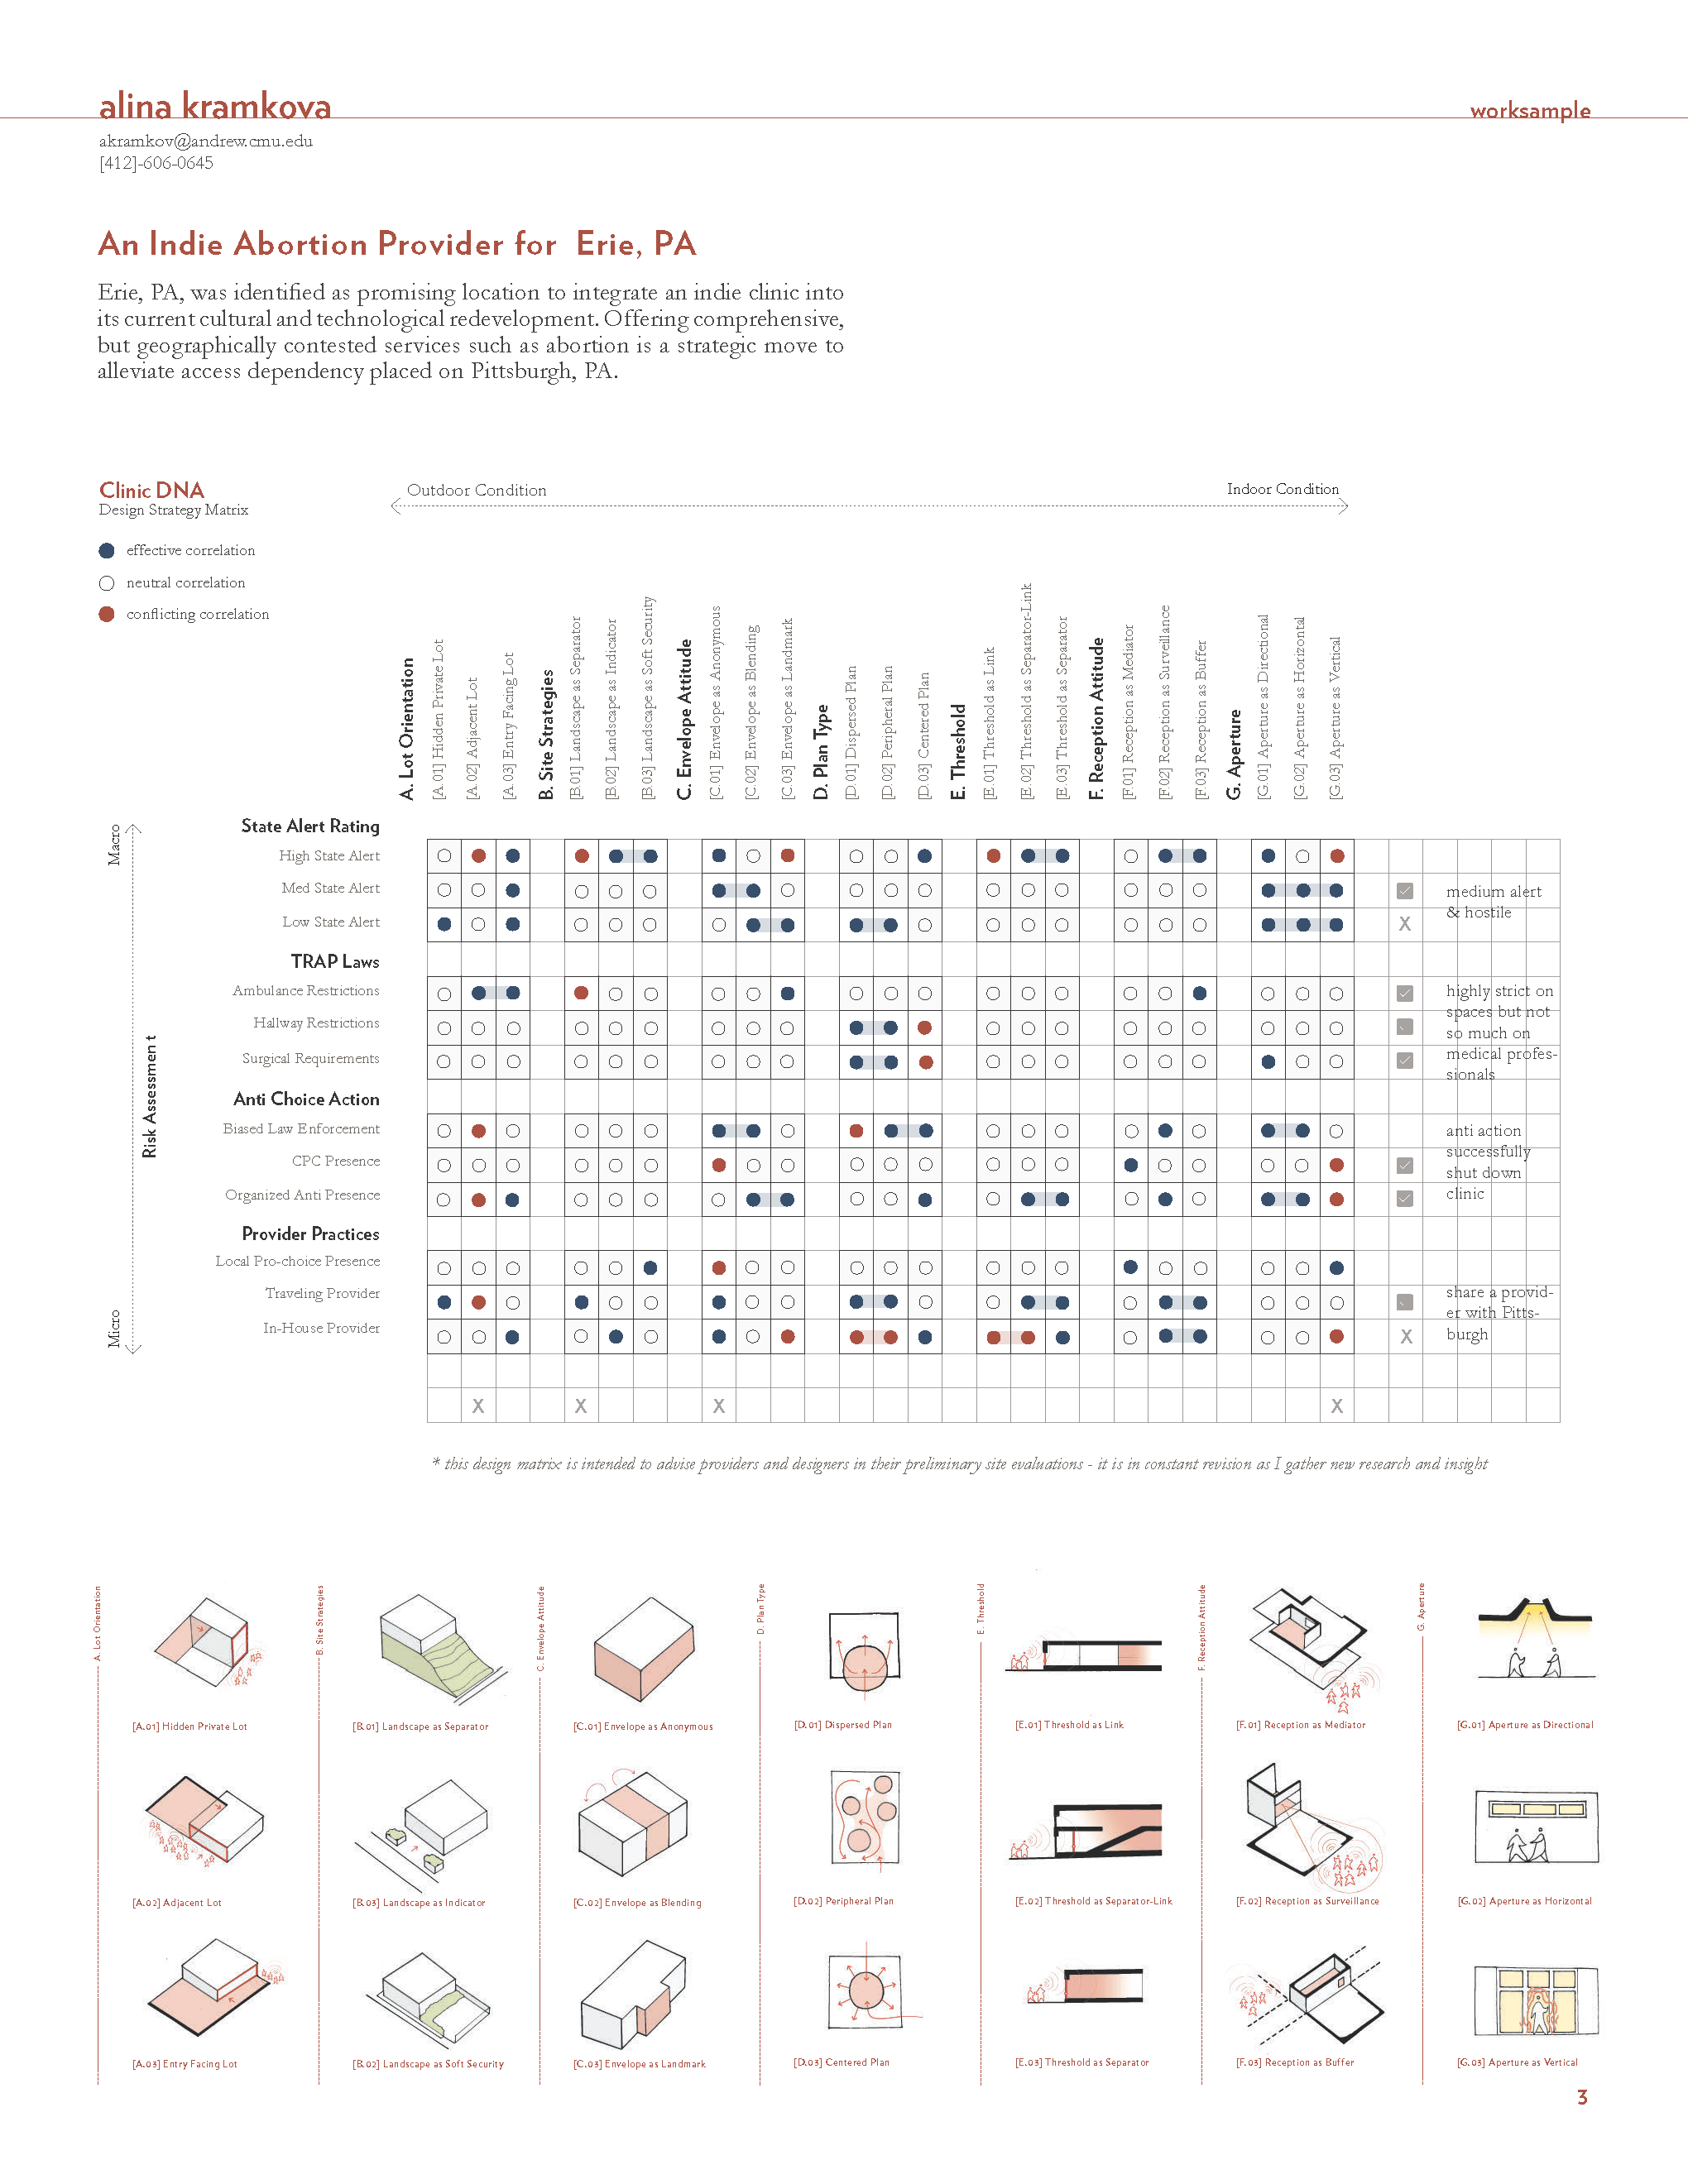 alina kramkova
worksample
akramkov@andrew.cmu.edu
[412]-606-0645
An Indie Abortion Provider for Erie, PA
Erie, PA, was identified as promising location to integrate an indie clinic into
its current cultural and technological redevelopment. Offering comprehensive,
but geographically contested services such as abortion is a strategic move to
alleviate access dependency placed on Pittsburgh, PA.
Clinic DNA
Design Strategy Matrix
effective correlation
neutral correlation
conflicting correlation
Outdoor Condition
Indoor Condition
A. Lot Orientation
[A.01] Hidden Private Lot
[A.02] Adjacent Lot
[A.03] Entry Facing Lot
B. Site Strategies
[B.01] Landscape as Separator
[B.02] Landscape as Indicator
[B.03] Landscape as Soft Security
C. Envelope Attitude
[C.01] Envelope as Anonymous
[C.02] Envelope as Blending
[C.03] Envelope as Landmark
D. Plan Type
[D.01] Dispersed Plan
[D.02] Peripheral Plan
[D.03] Centered Plan
E. Threshold
[E.01] Threshold as Link
[E.02] Threshold as Separator-Link
[E.03] Threshold as Separator
F. Reception Attitude
[F.01] Reception as Mediator
[F.02] Reception as Surveillance
[F.03] Reception as Buffer
G. Aperture
[G.01] Aperture as Directional
[G.02] Aperture as Horizontal
[G.03] Aperture as Vertical
Macro
Risk Assessment
Micro
State Alert Rating
High State Alert
Med State Alert
Low State Alert
X
medium alert
& hostile
TRAP Laws
Ambulance Restrictions
Hallway Restrictions
Surgical Requirements
highly strict on
spaces but not
so much on
medical profes-
sionals
Anti Choice Action
Biased Law Enforcement
CPC Presence
Organized Anti Presence
anti action
successfully
shut down
clinic
Provider Practices
Local Pro-choice Presence
Traveling Provider
In-House Provider
X
share a provid-
er with Pitts-
burgh
X X X X
* this design matrix is intended to advise providers and designers in their preliminary site evaluations - it is in constant revision as I gather new research and insight
A. Lot Orientation
B. Site Strategies
C. Envelope Attitude
D. Plan Type
E. Threshold
F. Reception Attitude
G. Aperture
[A.01] Hidden Private Lot
[B.01] Landscape as Separator
[C.01] Envelope as Anonymous
[D.01] Dispersed Plan
[E.01] Threshold as Link
[F.01] Reception as Mediator
[G.01] Aperture as Directional
[A.02] Adjacent Lot
[B.03] Landscape as Indicator
[C.02] Envelope as Blending
[D.02] Peripheral Plan
[E.02] Threshold as Separator-Link
[F.02] Reception as Surveillance
[G.02] Aperture as Horizontal
[A.03] Entry Facing Lot
[B.02] Landscape as Soft Security
[C.03] Envelope as Landmark
[D.03] Centered Plan
[E.03] Threshold as Separator
[F.03] Reception as Buffer
[G.03] Aperture as Vertical
3